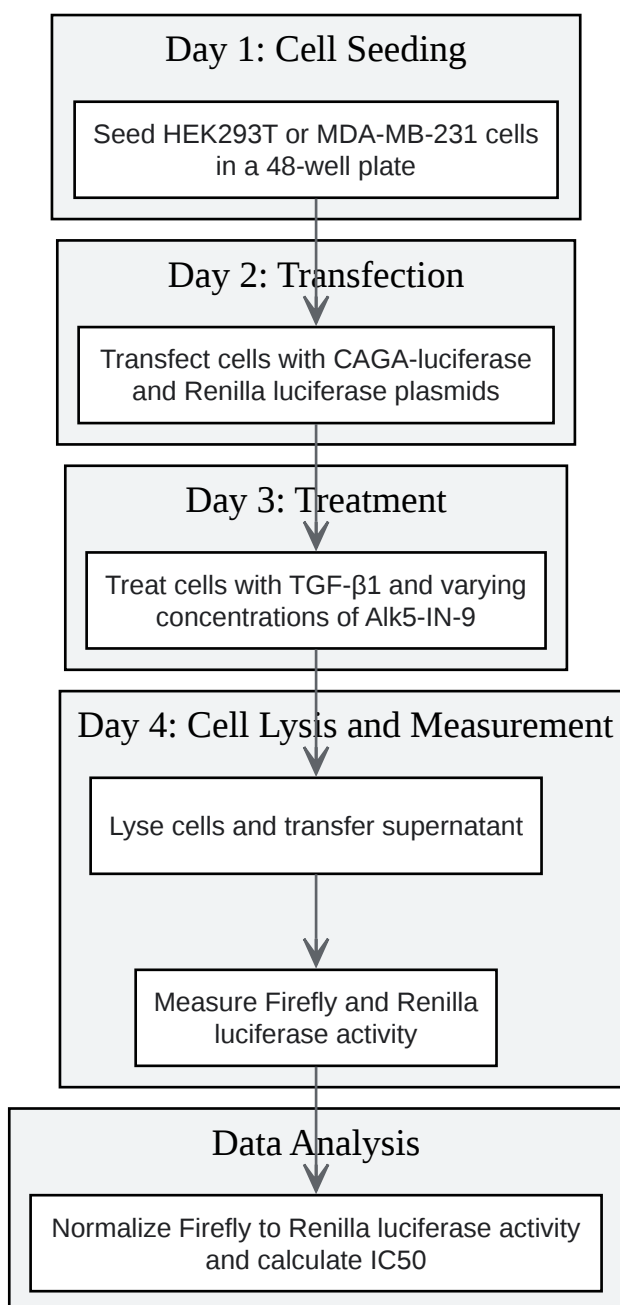 Day 1: Cell Seeding
Seed HEK293T or MDA-MB-231 cells
in a 48-well plate
Day 2: Transfection
Transfect cells with CAGA-luciferase
and Renilla luciferase plasmids
Day 3: Treatment
Treat cells with TGF-β1 and varying
concentrations of Alk5-IN-9
Day 4: Cell Lysis and Measurement
Lyse cells and transfer supernatant
Measure Firefly and Renilla
luciferase activity
Data Analysis
Normalize Firefly to Renilla luciferase activity
and calculate IC50